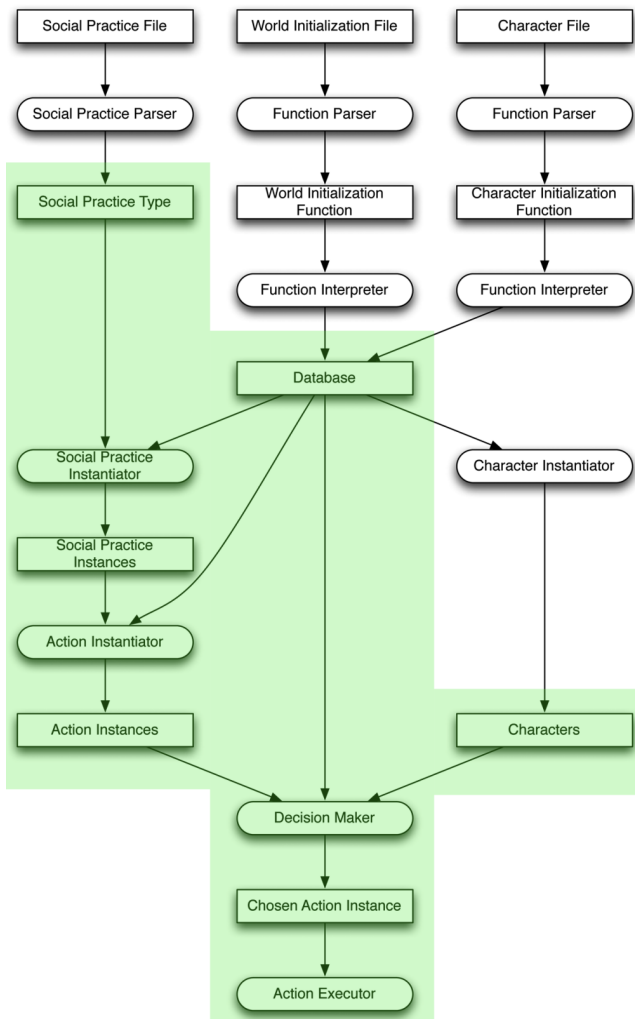 Social Practice File
World Initialization File
Character File
Social Practice Parser
Function Parser
Function Parser
Social Practice Type
World Initialization
Function
Character Initialization
Function
Function Interpreter
Function Interpreter
Database
Social Practice
Instantiator
Character Instantiator
Social Practice
Instances
Action Instantiator
Action Instances
Characters
Decision Maker
Chosen Action Instance
Action Executor